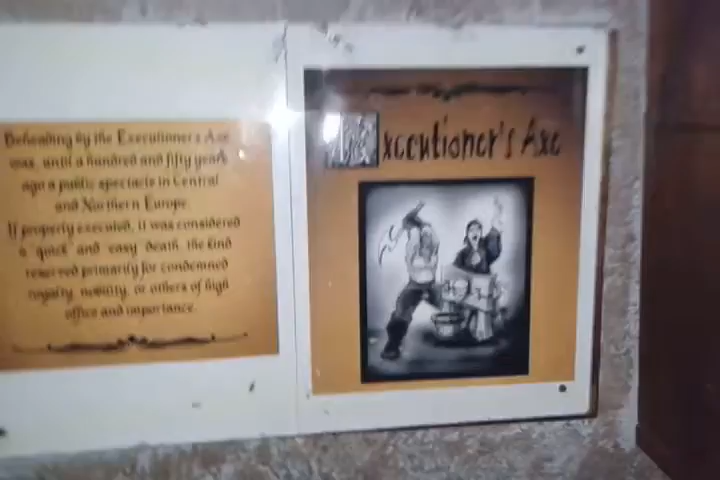 Beheading by the Executioner's Axe
was, until a hundred and fifty years
ago a public spectacle in Central
and Northern Europe.
If properly executed, it was considered
a "quick" and "easy" death, the kind
reserved primarily for condemned
royalty, nobility, or others of high
office and importance.
Executioner's Axe